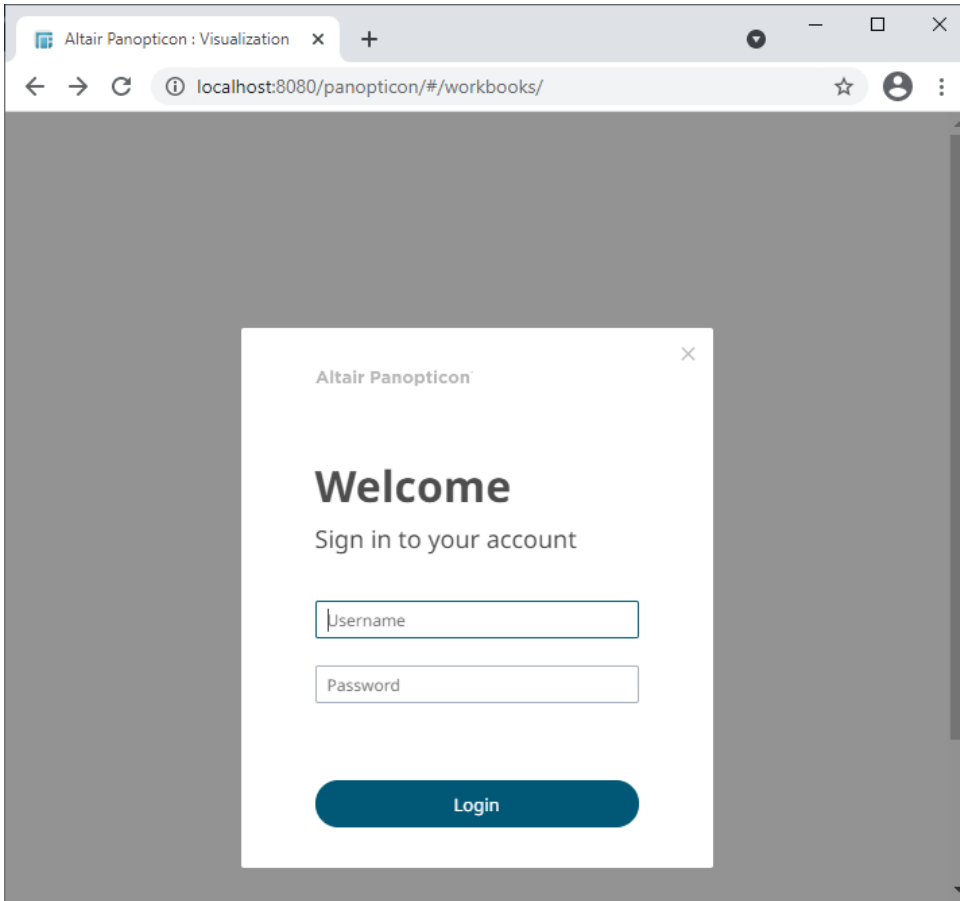 Altair Panopticon : Visualization
localhost:8080/panopticon/#/workbooks/
Altair Panopticon
Welcome
Sign in to your account
Username
Password
Login